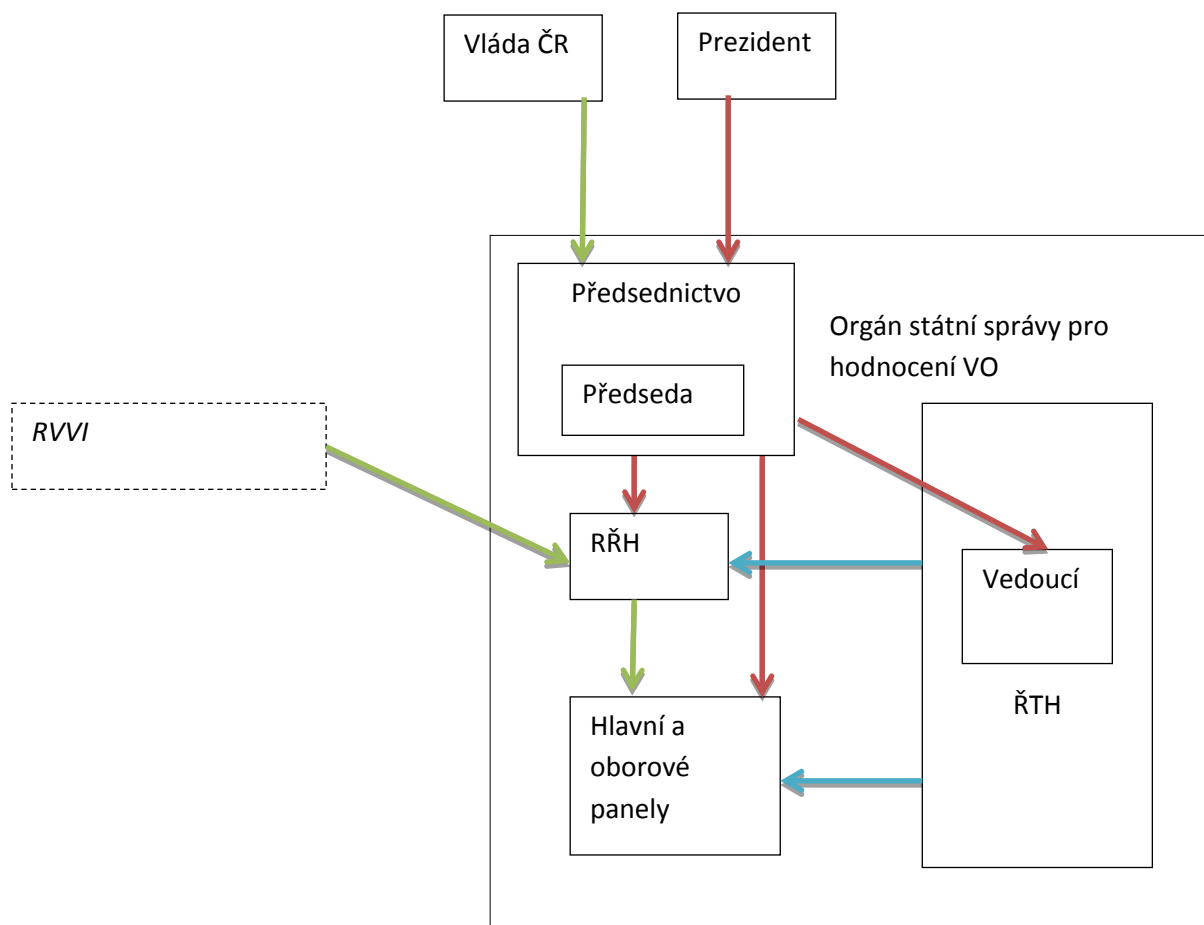 Vláda ČR
Prezident
Předsednictvo
Orgán státní správy pro
hodnocení VO
Předseda
RVVI
RŘH
Vedoucí
ŘTH
Hlavní a
oborové
panely